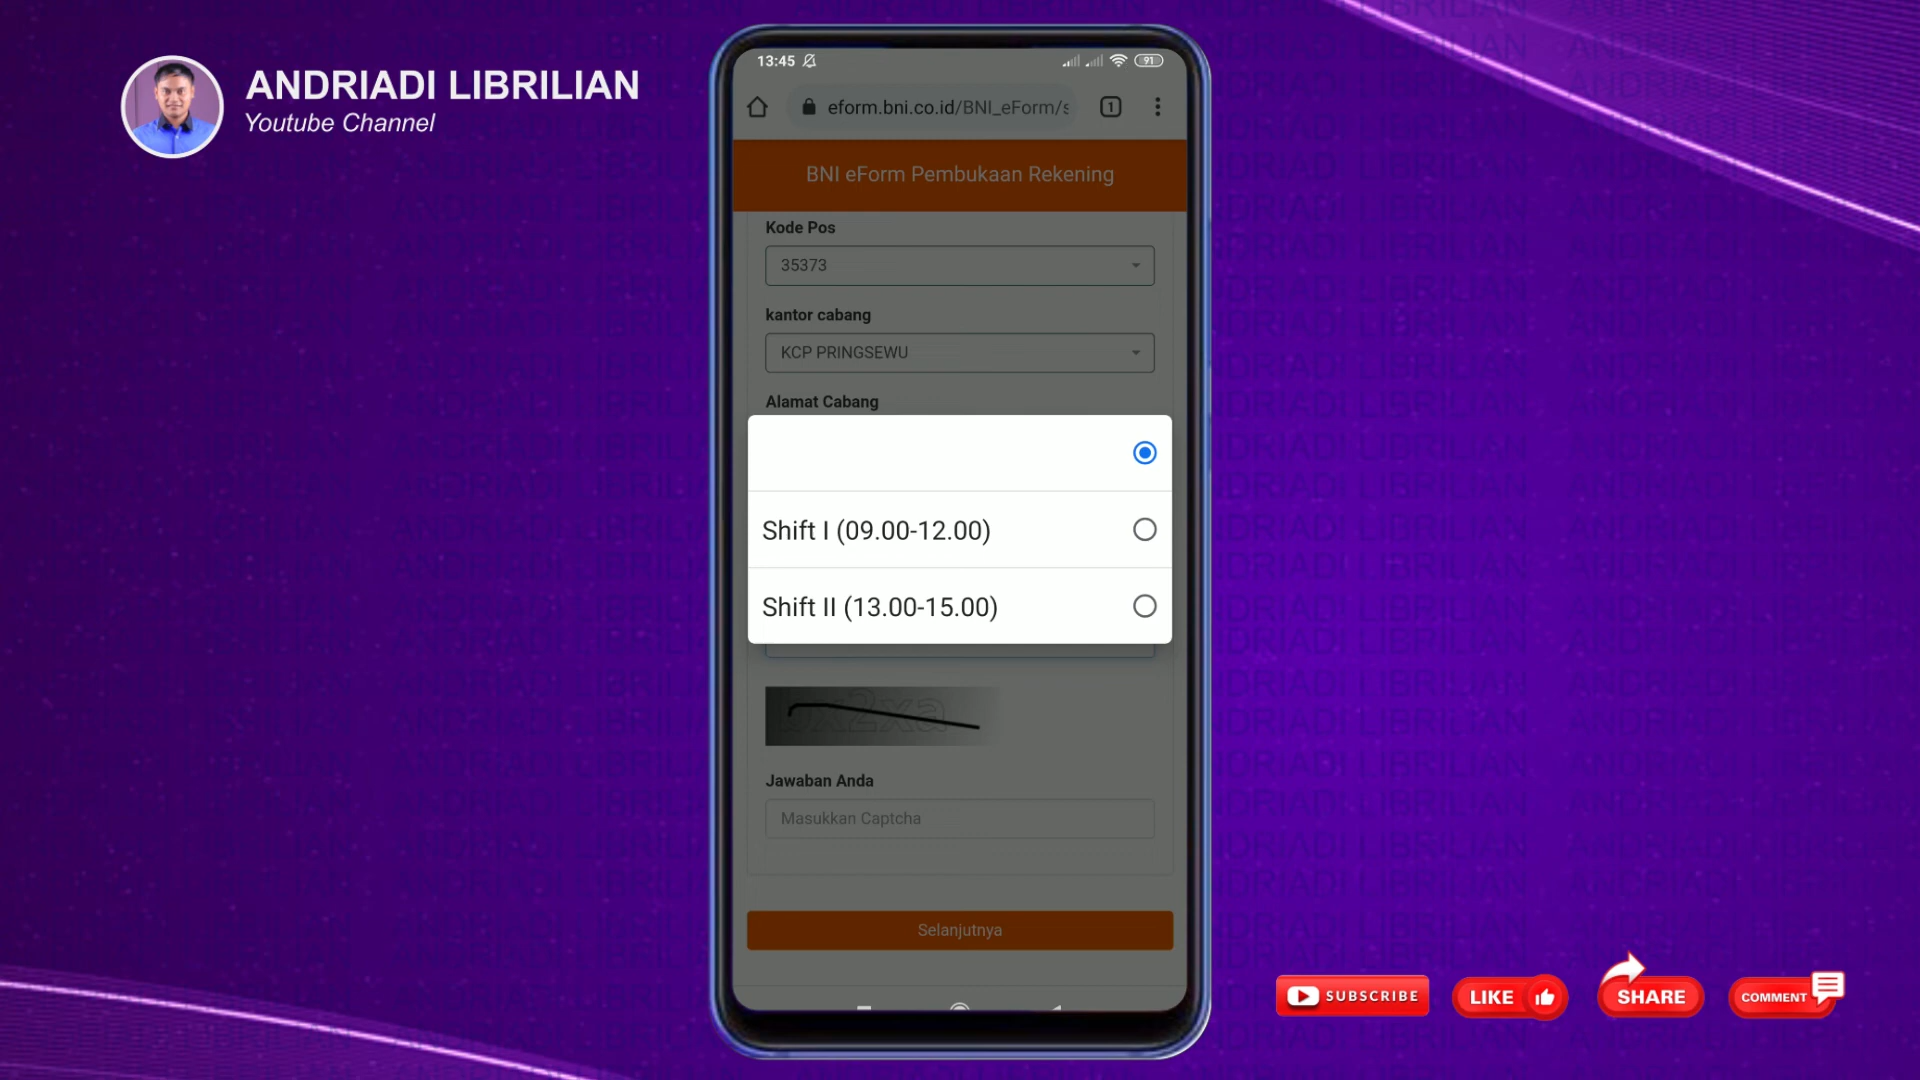 ANDRIADI LIBRILIAN
Youtube Channel
13:45
91
eform.bni.co.id/BNI_eForm/s
1
BNI eForm Pembukaan Rekening
Kode Pos
35373
kantor cabang
KCP PRINGSEWU
Alamat Cabang
Shift I (09.00-12.00)
Shift II (13.00-15.00)
Jawaban Anda
Masukkan Captcha
Selanjutnya
SUBSCRIBE
LIKE
SHARE
COMMENT